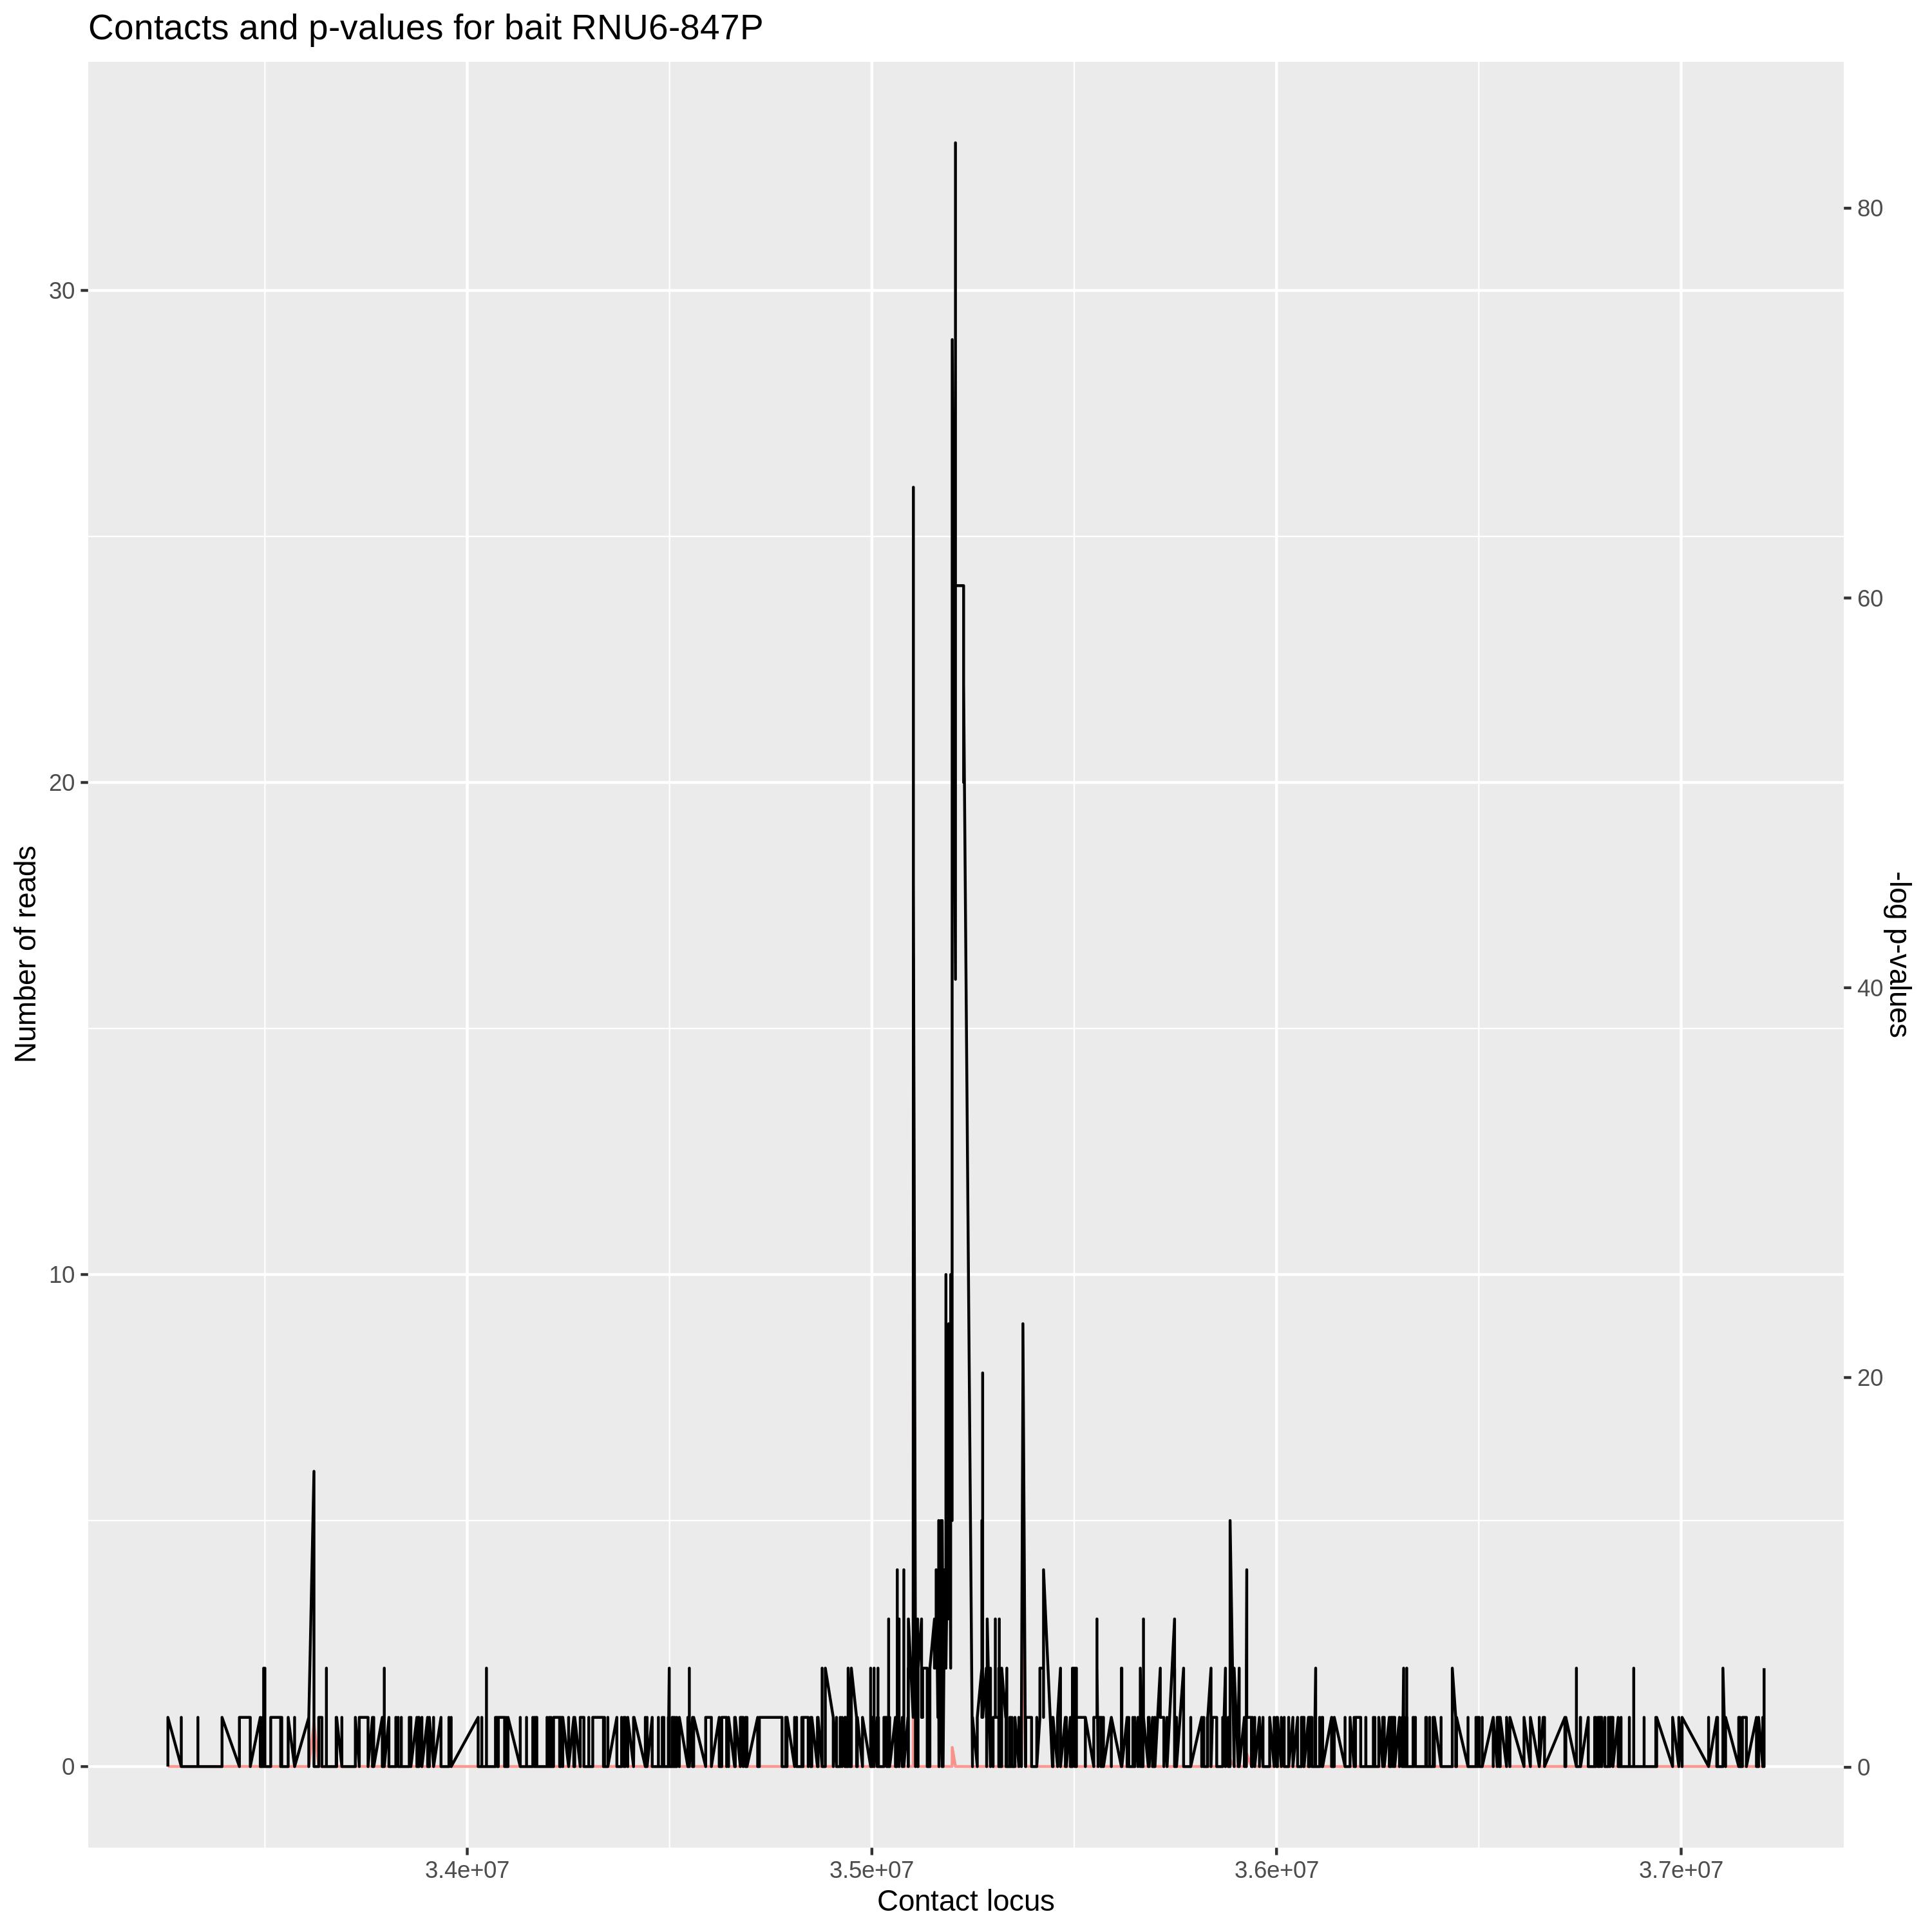 Contacts and p-values for bait RNU6-847P
30
20
10
0
Number of reads
80
60
40
20
0
-log p-values
3.4e+07
3.5e+07
3.6e+07
3.7e+07
Contact locus